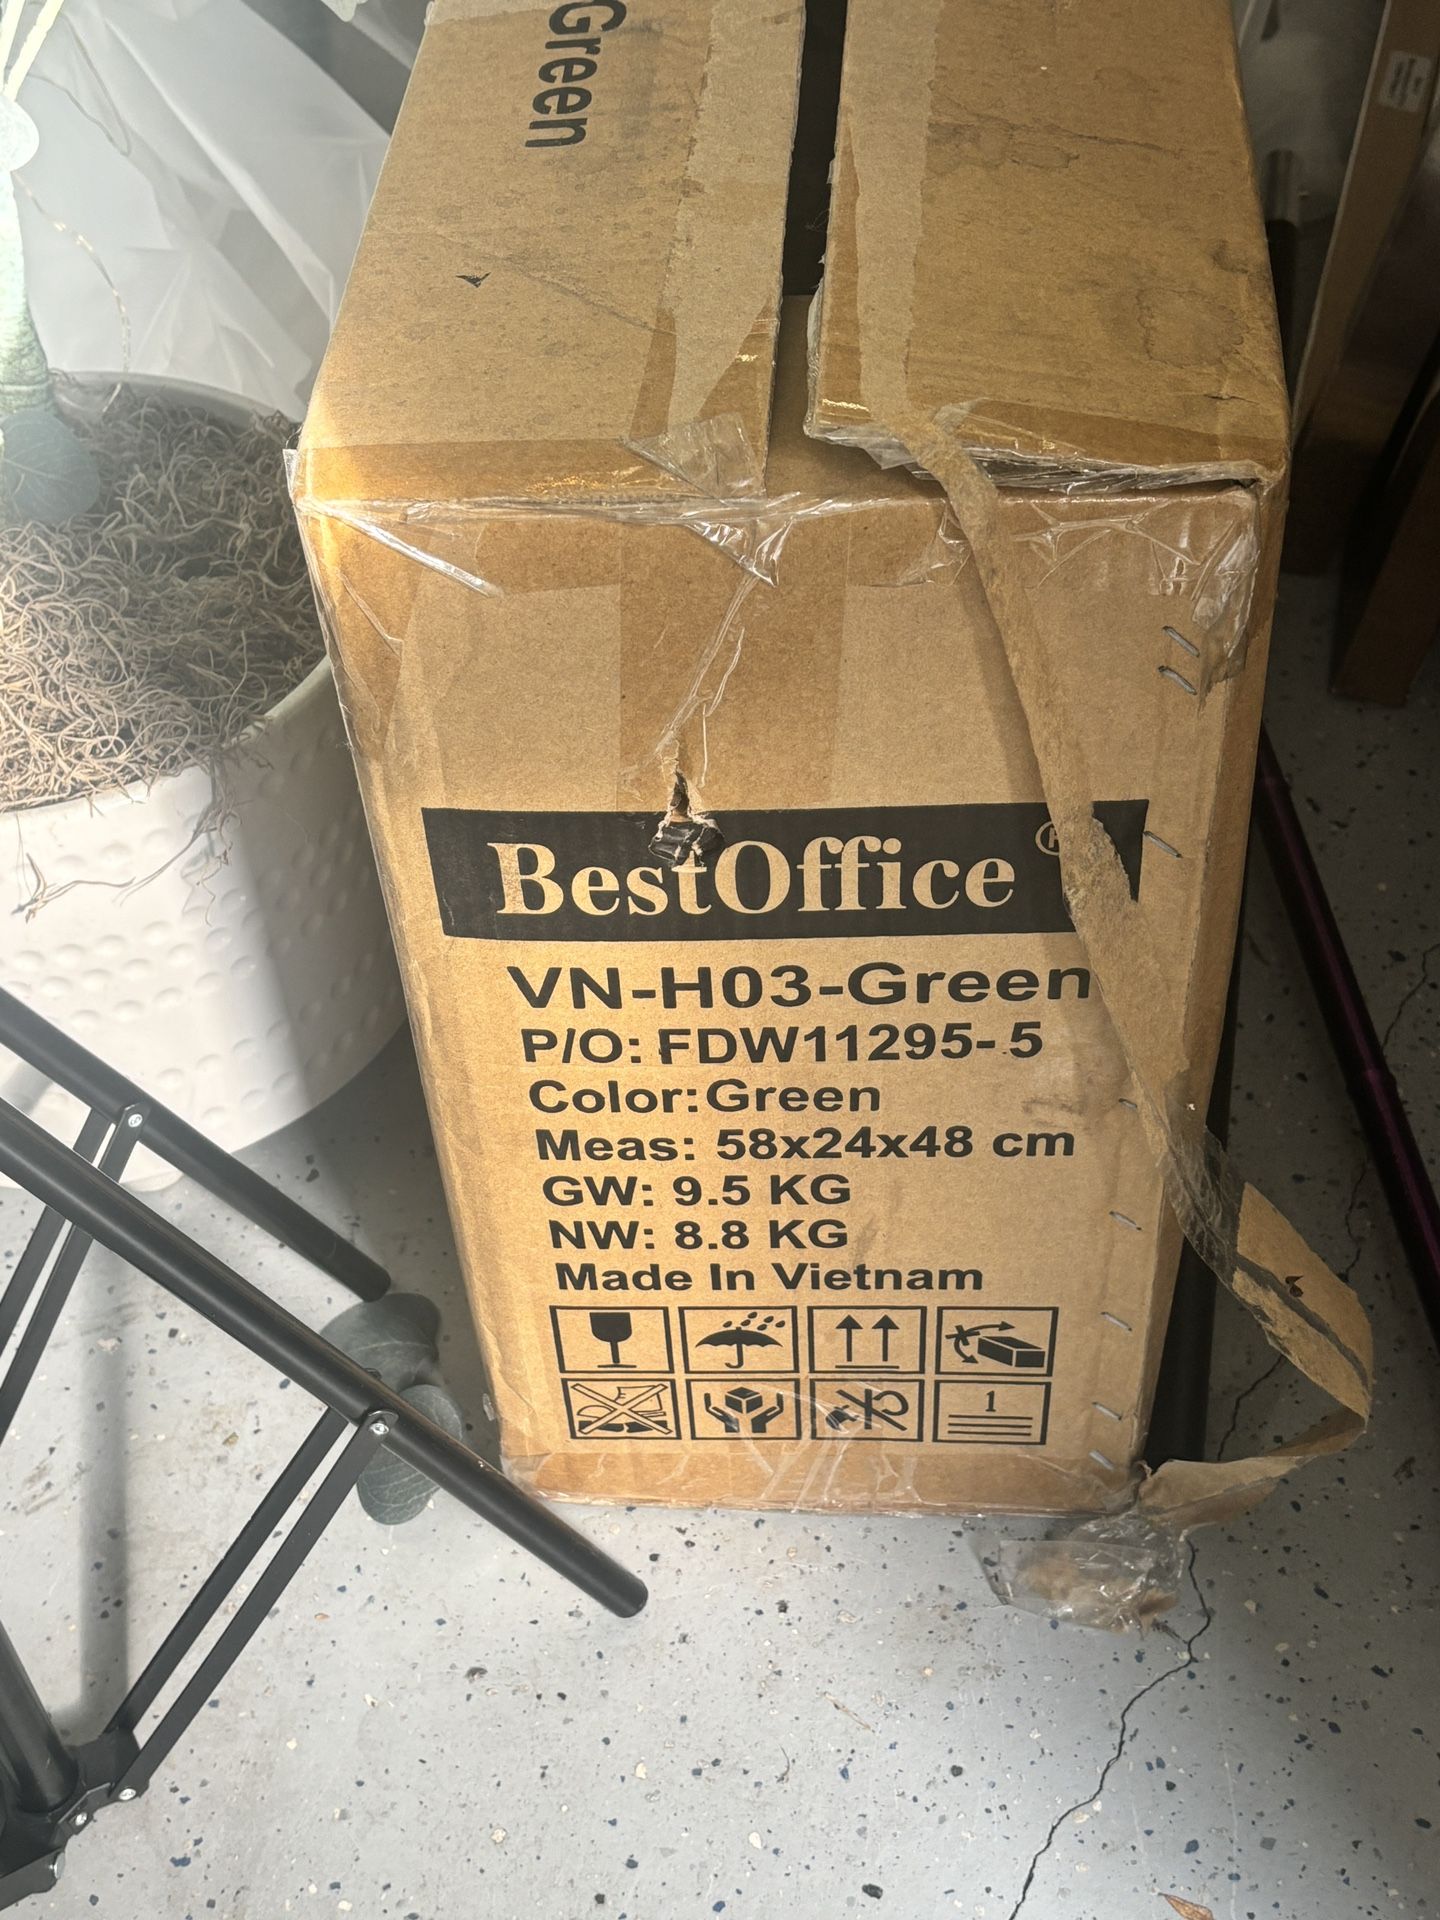 Green
BestOffice
VN-H03-Green
P/O: FDW11295-5
Color:Green
Meas: 58x24x48 cm
GW: 9.5 KG
NW: 8.8 KG
Made In Vietnam
1